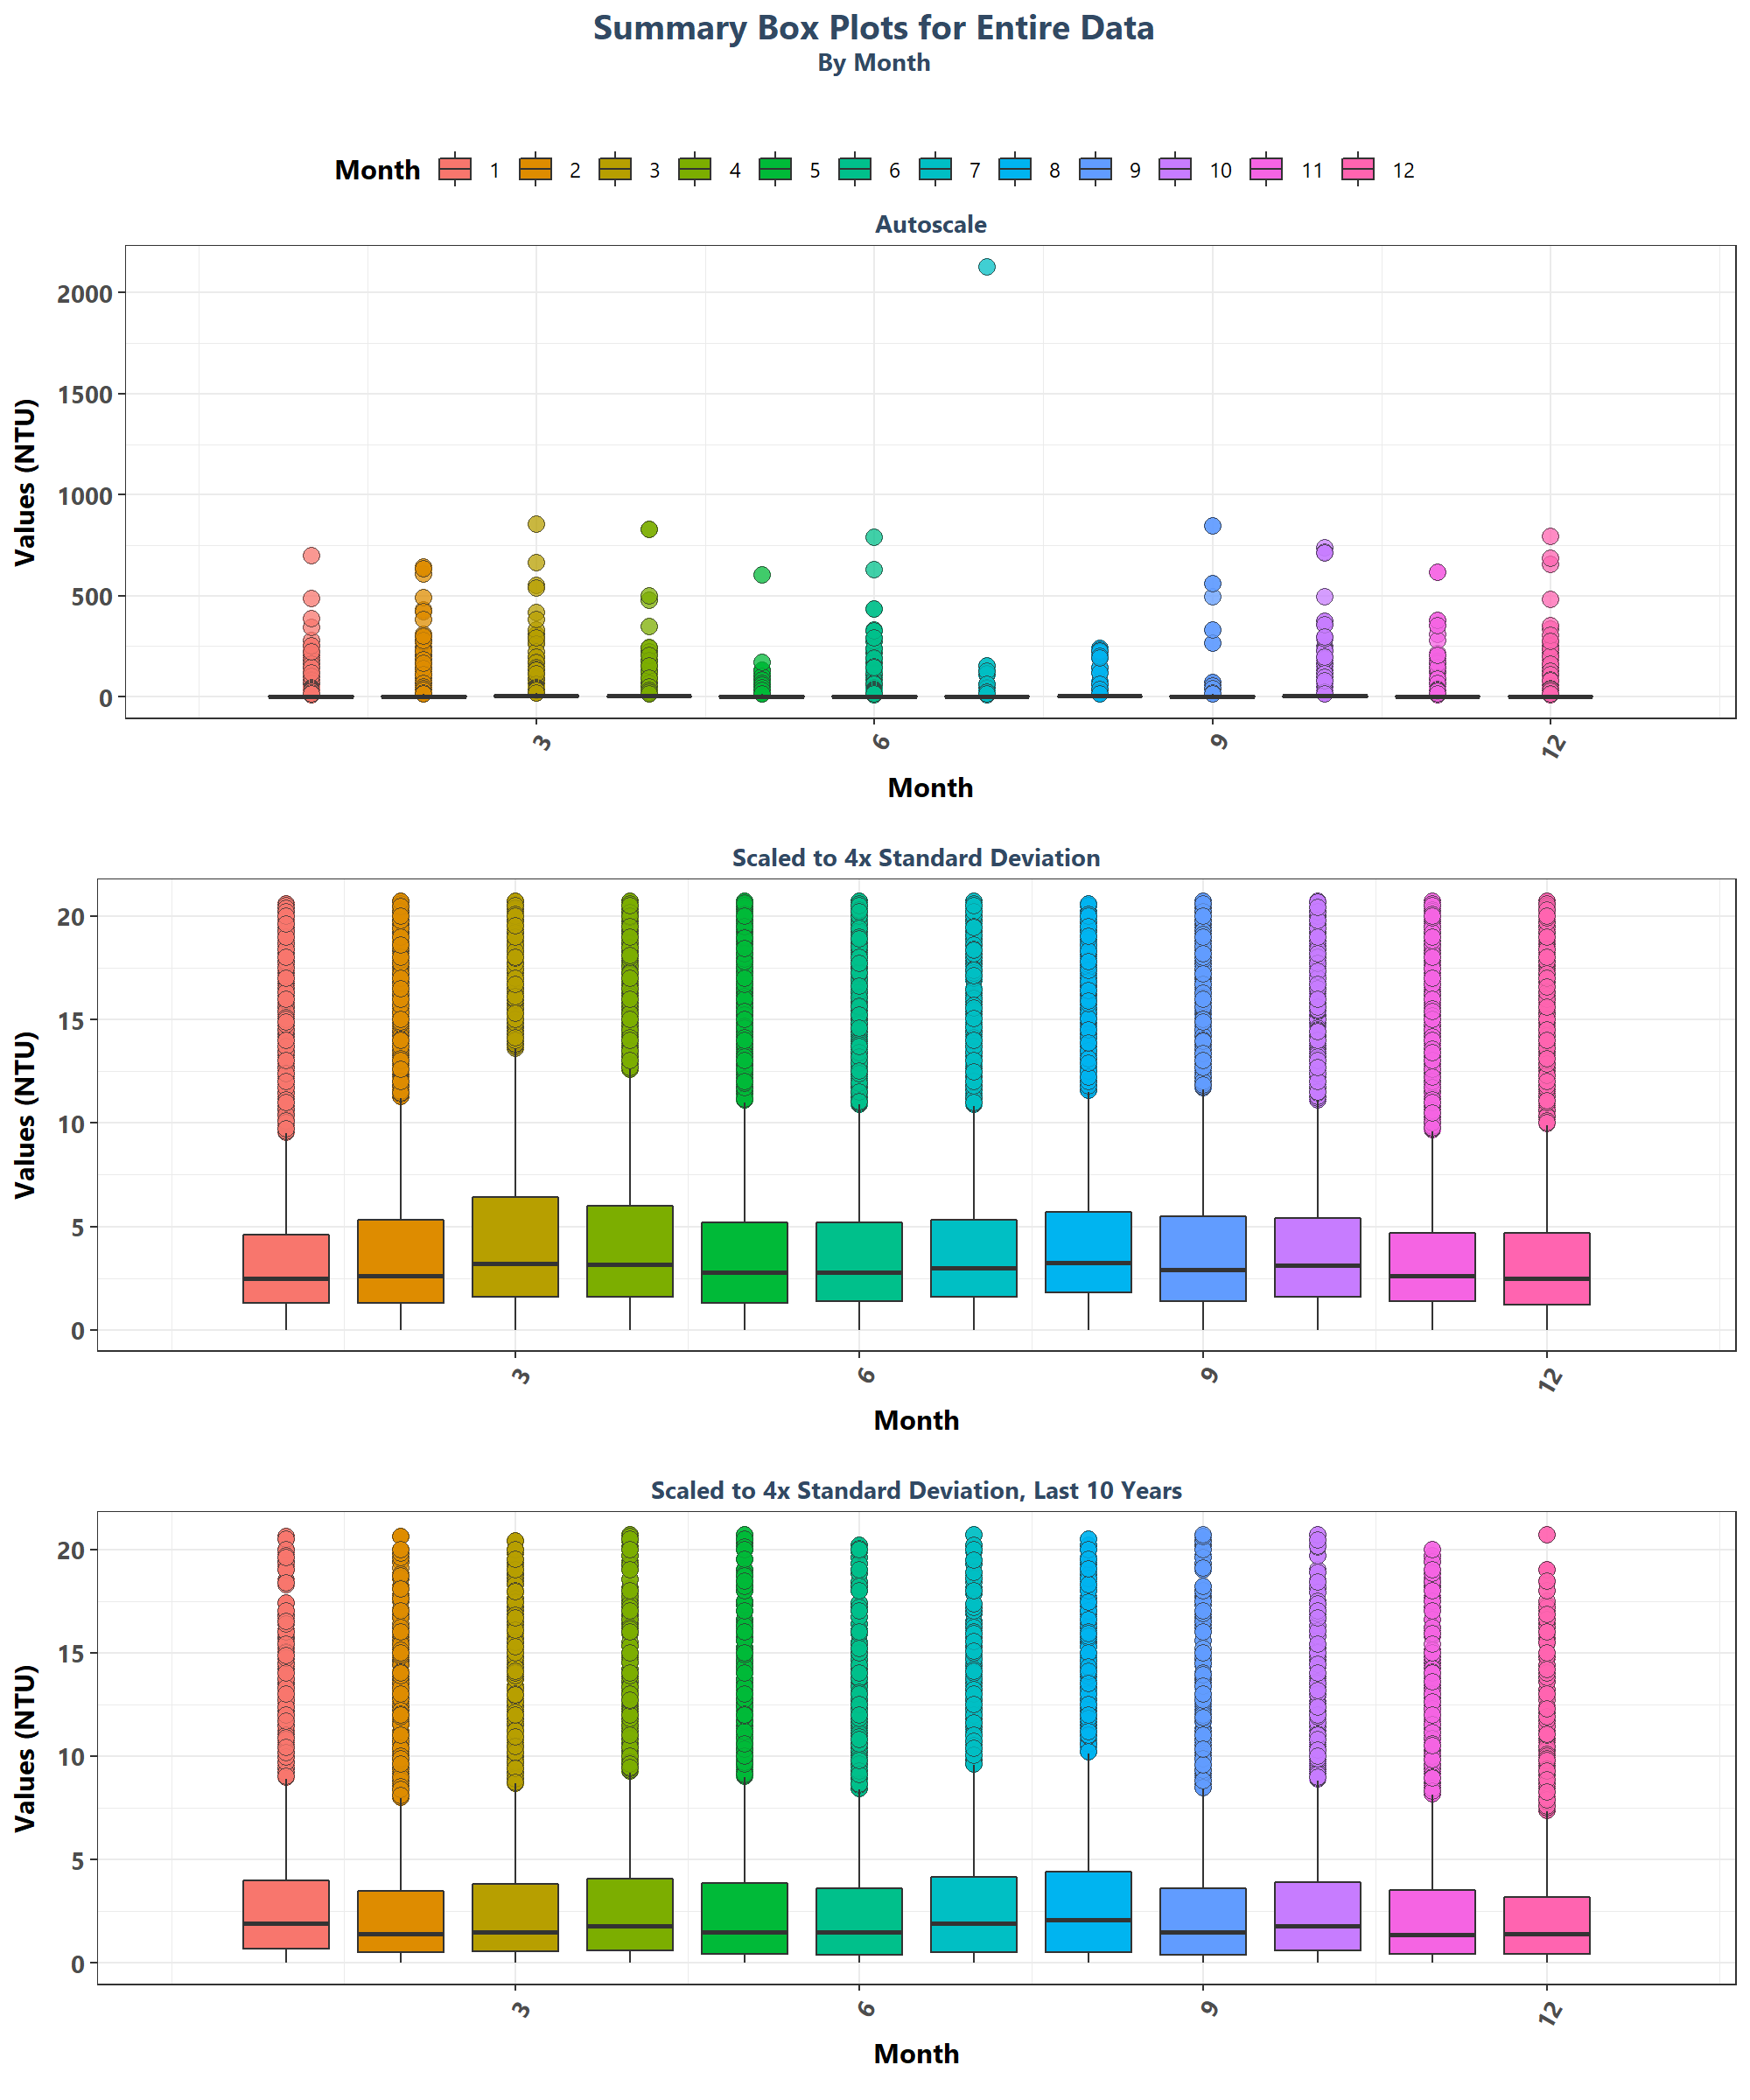 Summary Box Plots for Entire Data
By Month
Month 1 2 3 4 5 6 7 8 9 10 11 12
Autoscale
Values (NTU)
2000
1500
1000
500
0
3 6 9 12
Month
Scaled to 4x Standard Deviation
Values (NTU)
20
15
10
5
0
3 6 9 12
Month
Scaled to 4x Standard Deviation, Last 10 Years
Values (NTU)
20
15
10
5
0
3 6 9 12
Month